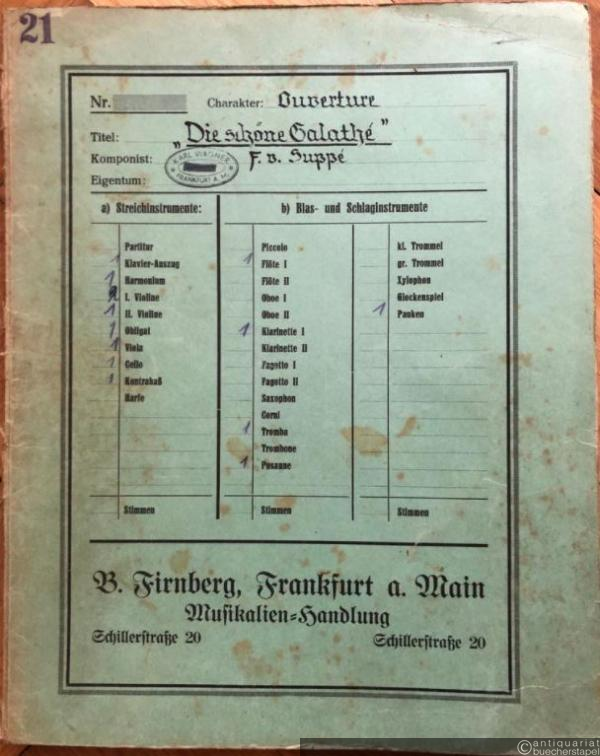 21
Nr. Charakter: Ouverture
Titel: „Die schöne Galathé"
Komponist: F. v. Suppé
KARL WAGNER
FRANKFURT A. M.
Eigentum:
a) Streichinstrumente:
Partitur
1 Klavier-Auszug
1 Harmonium
2 I. Violine
1 II. Violine
1 Obligat
1 Viola
1 Cello
1 Kontrabaß
Harfe
Stimmen
b) Blas- und Schlaginstrumente
Piccolo
1 Flöte I
Flöte II
Oboe I
Oboe II
1 Klarinette I
Klarinette II
Fagotto I
Fagotto II
Saxophon
Corni
1 Tromba
Trombone
1 Posaune
Stimmen
kl. Trommel
gr. Trommel
Xylophon
Glockenspiel
1 Pauken
Stimmen
B. Firnberg, Frankfurt a. Main
Musikalien-Handlung
Schillerstraße 20 Schillerstraße 20
©antiquariat
buecherstapel